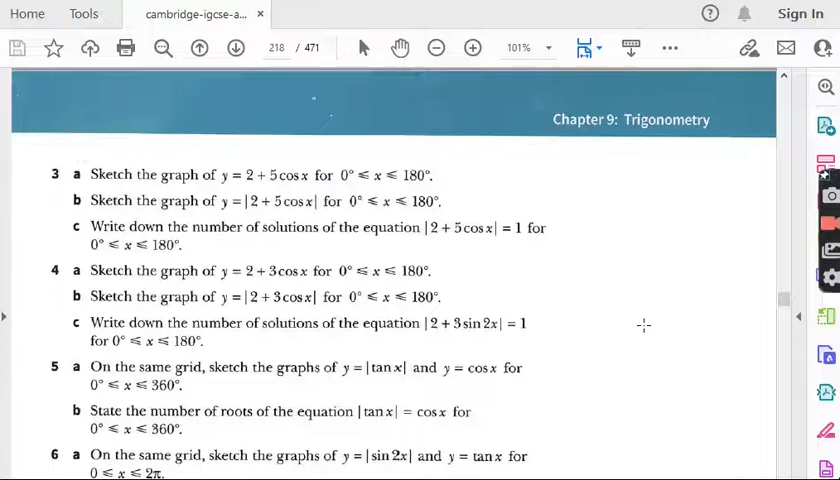 Home Tools cambridge-igcse-a... × Sign In
218 / 471 101%
Chapter 9: Trigonometry
3 a Sketch the graph of y = 2 + 5 cos x for 0° ⩽ x ⩽ 180°.
b Sketch the graph of y = |2 + 5 cos x| for 0° ⩽ x ⩽ 180°.
c Write down the number of solutions of the equation |2 + 5 cos x| = 1 for
0° ⩽ x ⩽ 180°.
4 a Sketch the graph of y = 2 + 3 cos x for 0° ⩽ x ⩽ 180°.
b Sketch the graph of y = |2 + 3 cos x| for 0° ⩽ x ⩽ 180°.
c Write down the number of solutions of the equation |2 + 3 sin 2x| = 1
for 0° ⩽ x ⩽ 180°.
5 a On the same grid, sketch the graphs of y = |tan x| and y = cos x for
0° ⩽ x ⩽ 360°.
b State the number of roots of the equation |tan x| = cos x for
0° ⩽ x ⩽ 360°.
6 a On the same grid, sketch the graphs of y = |sin 2x| and y = tan x for
0 ⩽ x ⩽ 2π.